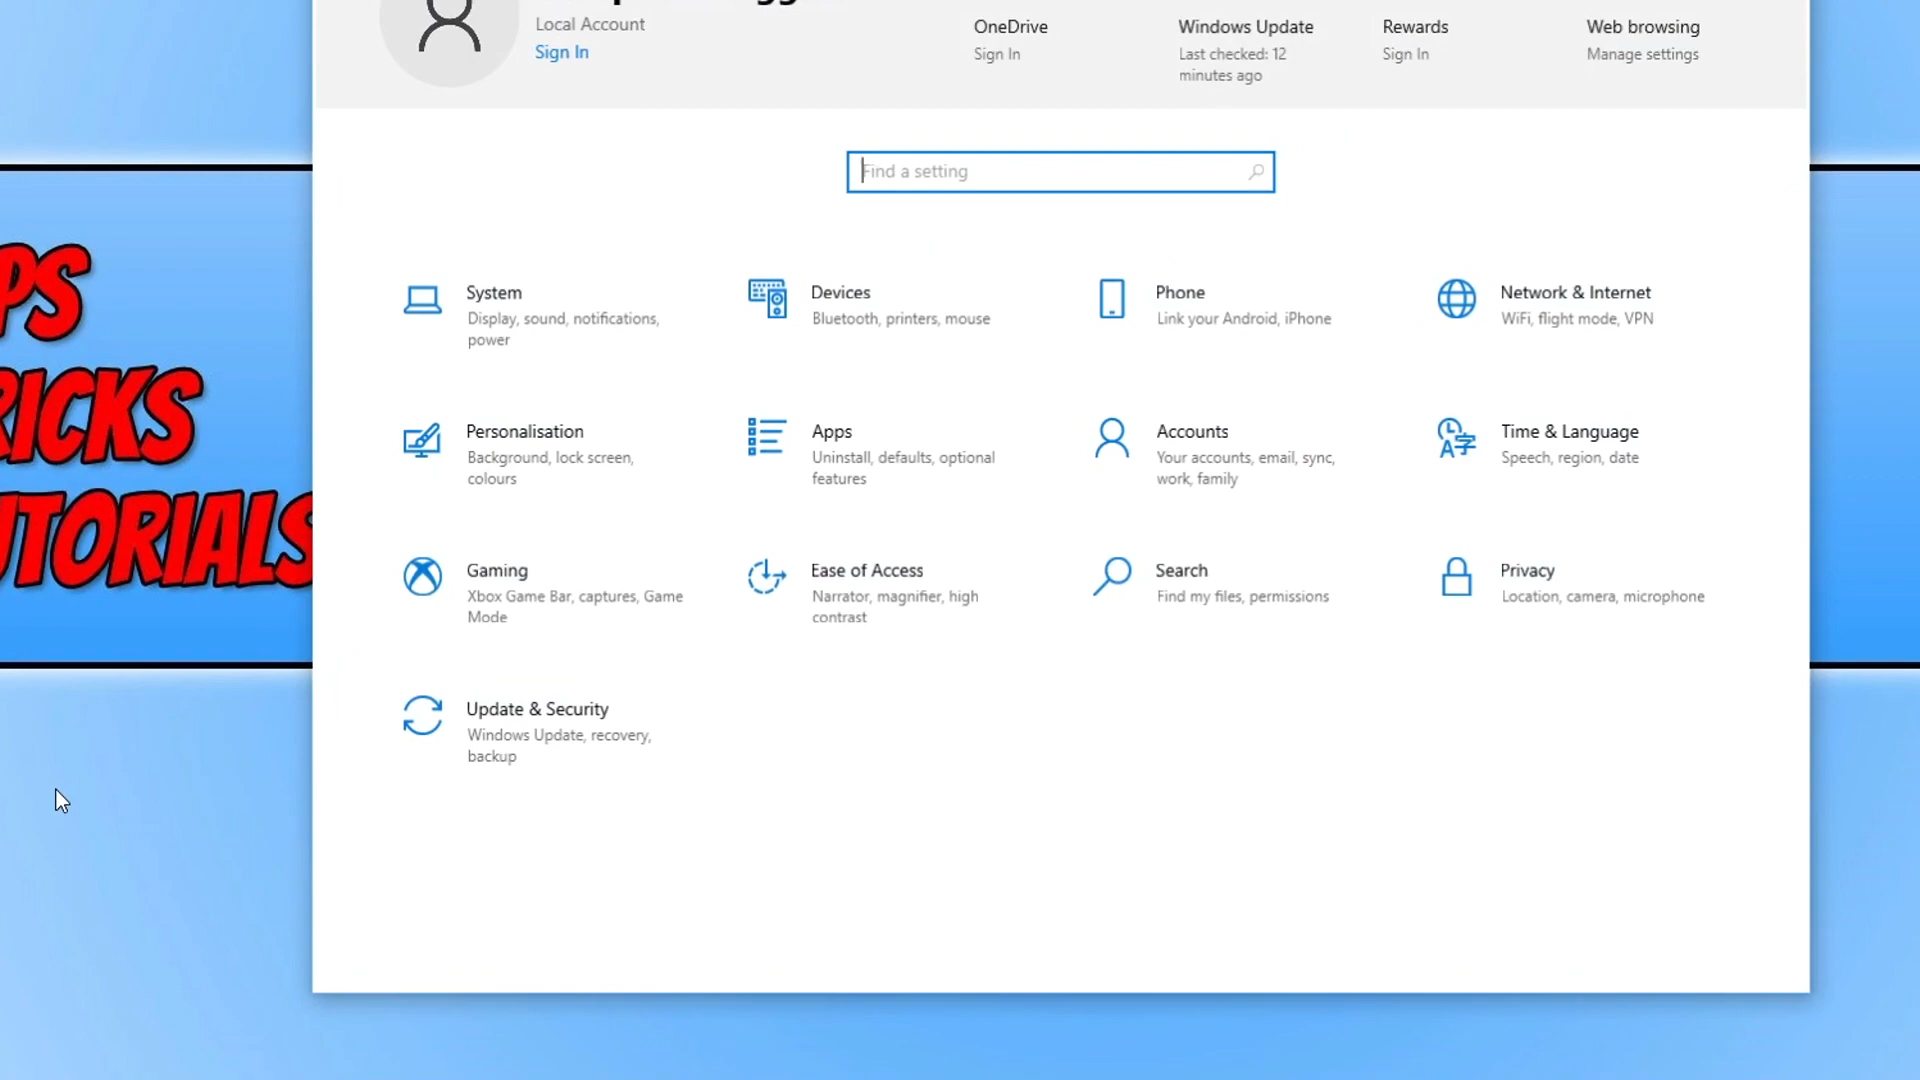 Local Account
Sign In
OneDrive
Sign In
Windows Update
Last checked: 12
minutes ago
Rewards
Sign In
Web browsing
Manage settings
Find a setting
System
Display, sound, notifications,
power
Devices
Bluetooth, printers, mouse
Phone
Link your Android, iPhone
Network & Internet
WiFi, flight mode, VPN
Personalisation
Background, lock screen,
colours
Apps
Uninstall, defaults, optional
features
Accounts
Your accounts, email, sync,
work, family
Time & Language
Speech, region, date
Gaming
Xbox Game Bar, captures, Game
Mode
Ease of Access
Narrator, magnifier, high
contrast
Search
Find my files, permissions
Privacy
Location, camera, microphone
Update & Security
Windows Update, recovery,
backup
PS
RICKS
UTORIALS